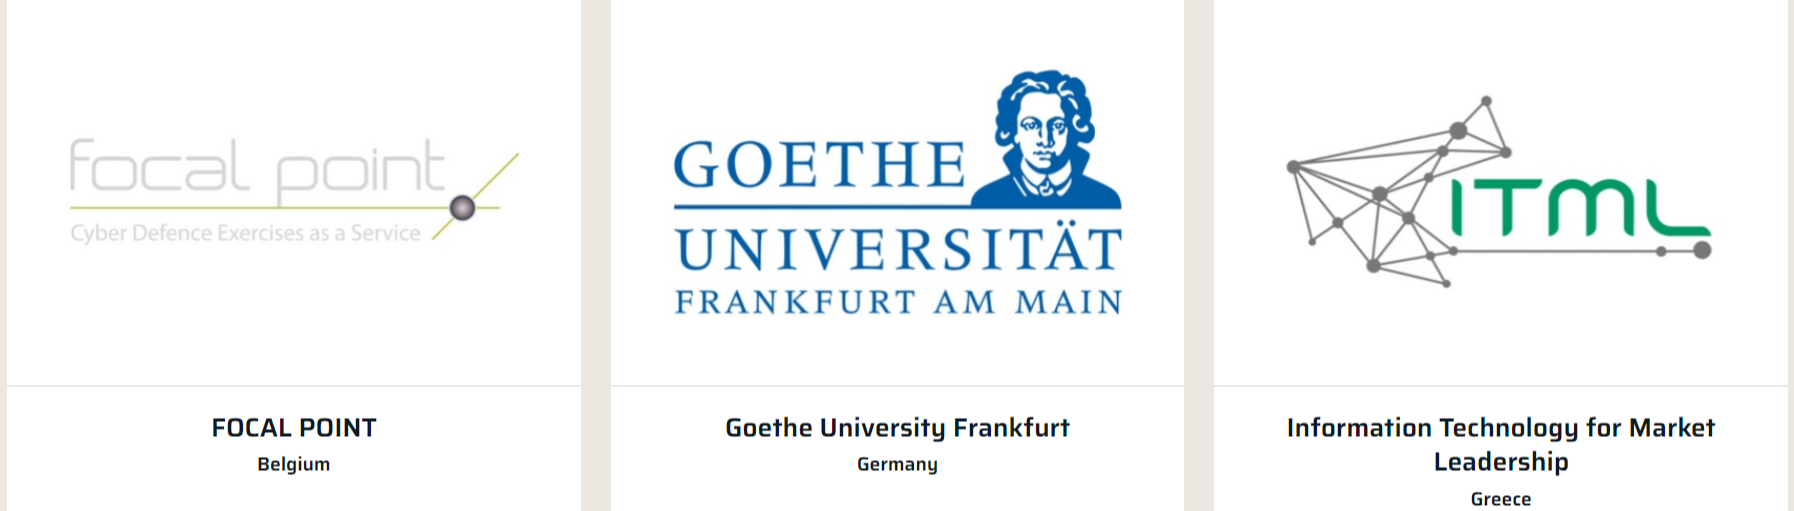 focal point
Cyber Defence Exercises as a Service
FOCAL POINT
Belgium
GOETHE
UNIVERSITÄT
FRANKFURT AM MAIN
Goethe University Frankfurt
Germany
ITML
Information Technology for Market
Leadership
Greece